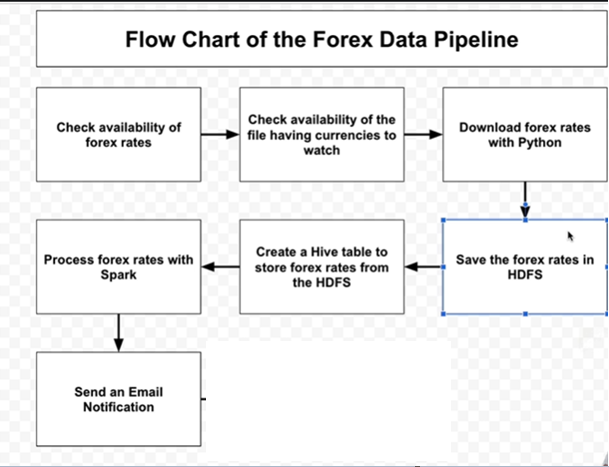 Flow Chart of the Forex Data Pipeline
Check availability of
forex rates
Check availability of the
file having currencies to
watch
Download forex rates
with Python
Save the forex rates in
HDFS
Create a Hive table to
store forex rates from
the HDFS
Process forex rates with
Spark
Send an Email
Notification